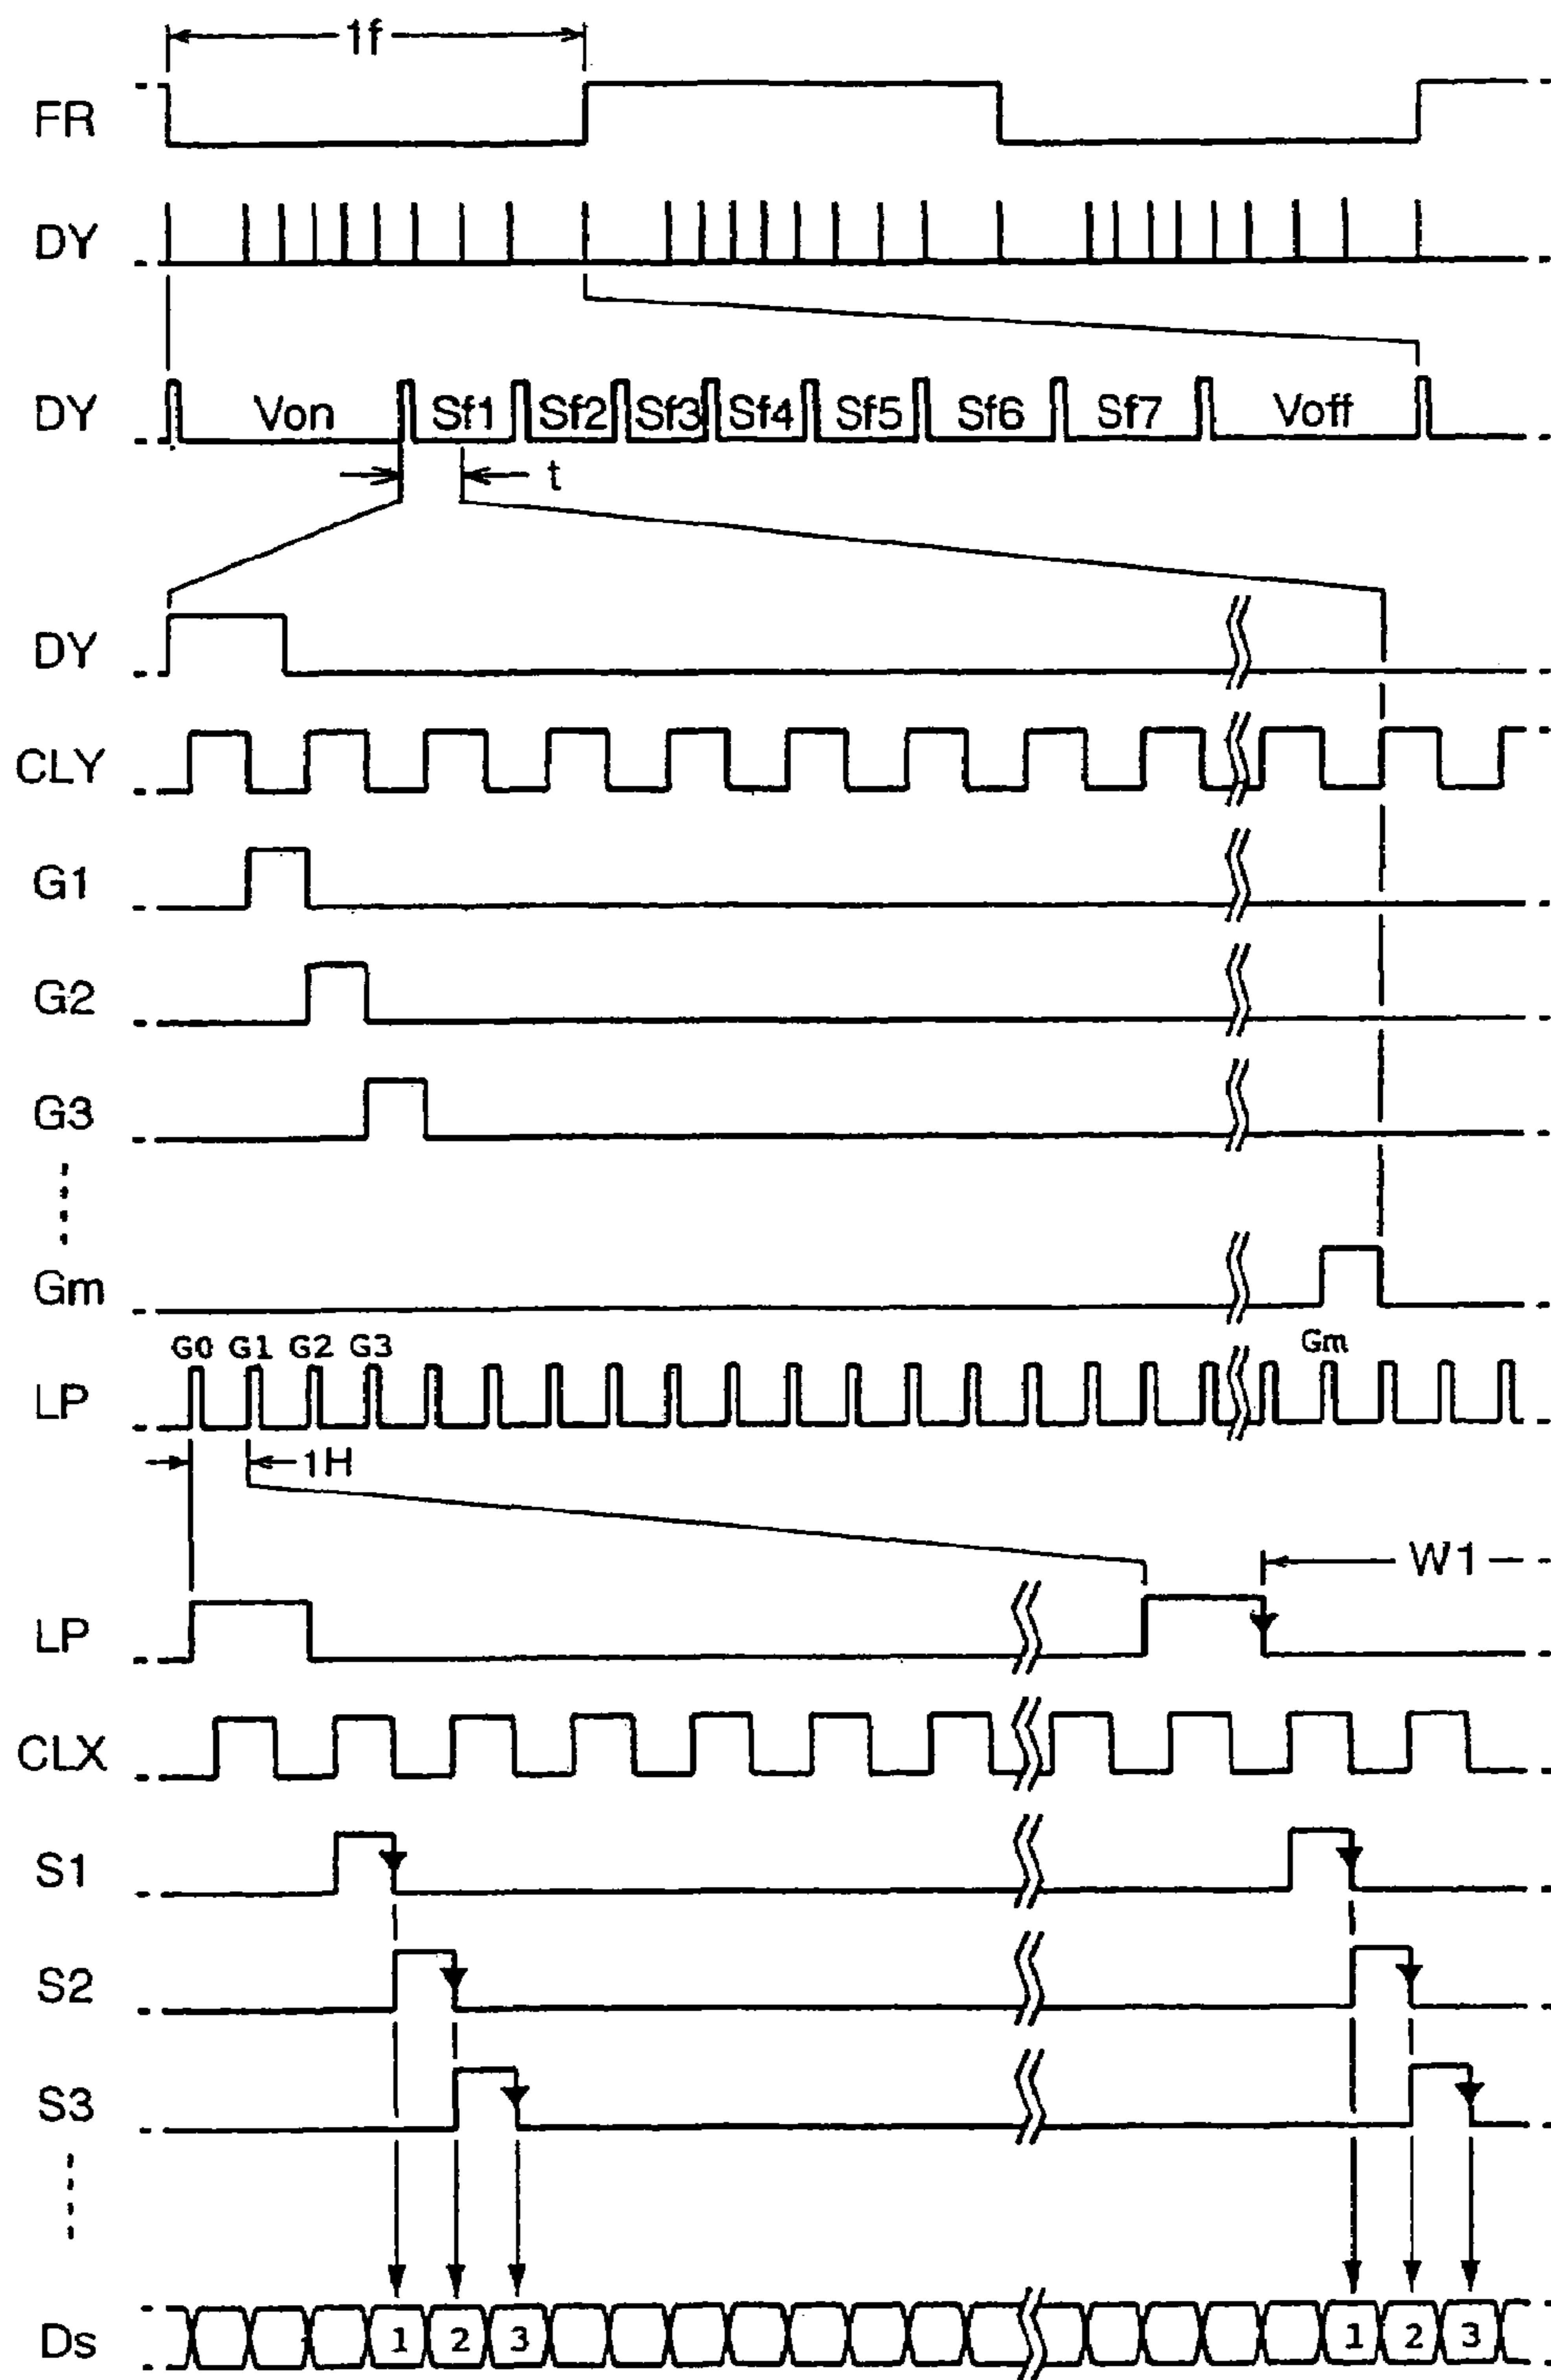 1f
FR
DY
DY Von Sf1 Sf2 Sf3 Sf4 Sf5 Sf6 Sf7 Voff
t
DY
CLY
G1
G2
G3
Gm
G0 G1 G2 G3 Gm
LP
1H
W1
LP
CLX
S1
S2
S3
Ds 1 2 3 1 2 3